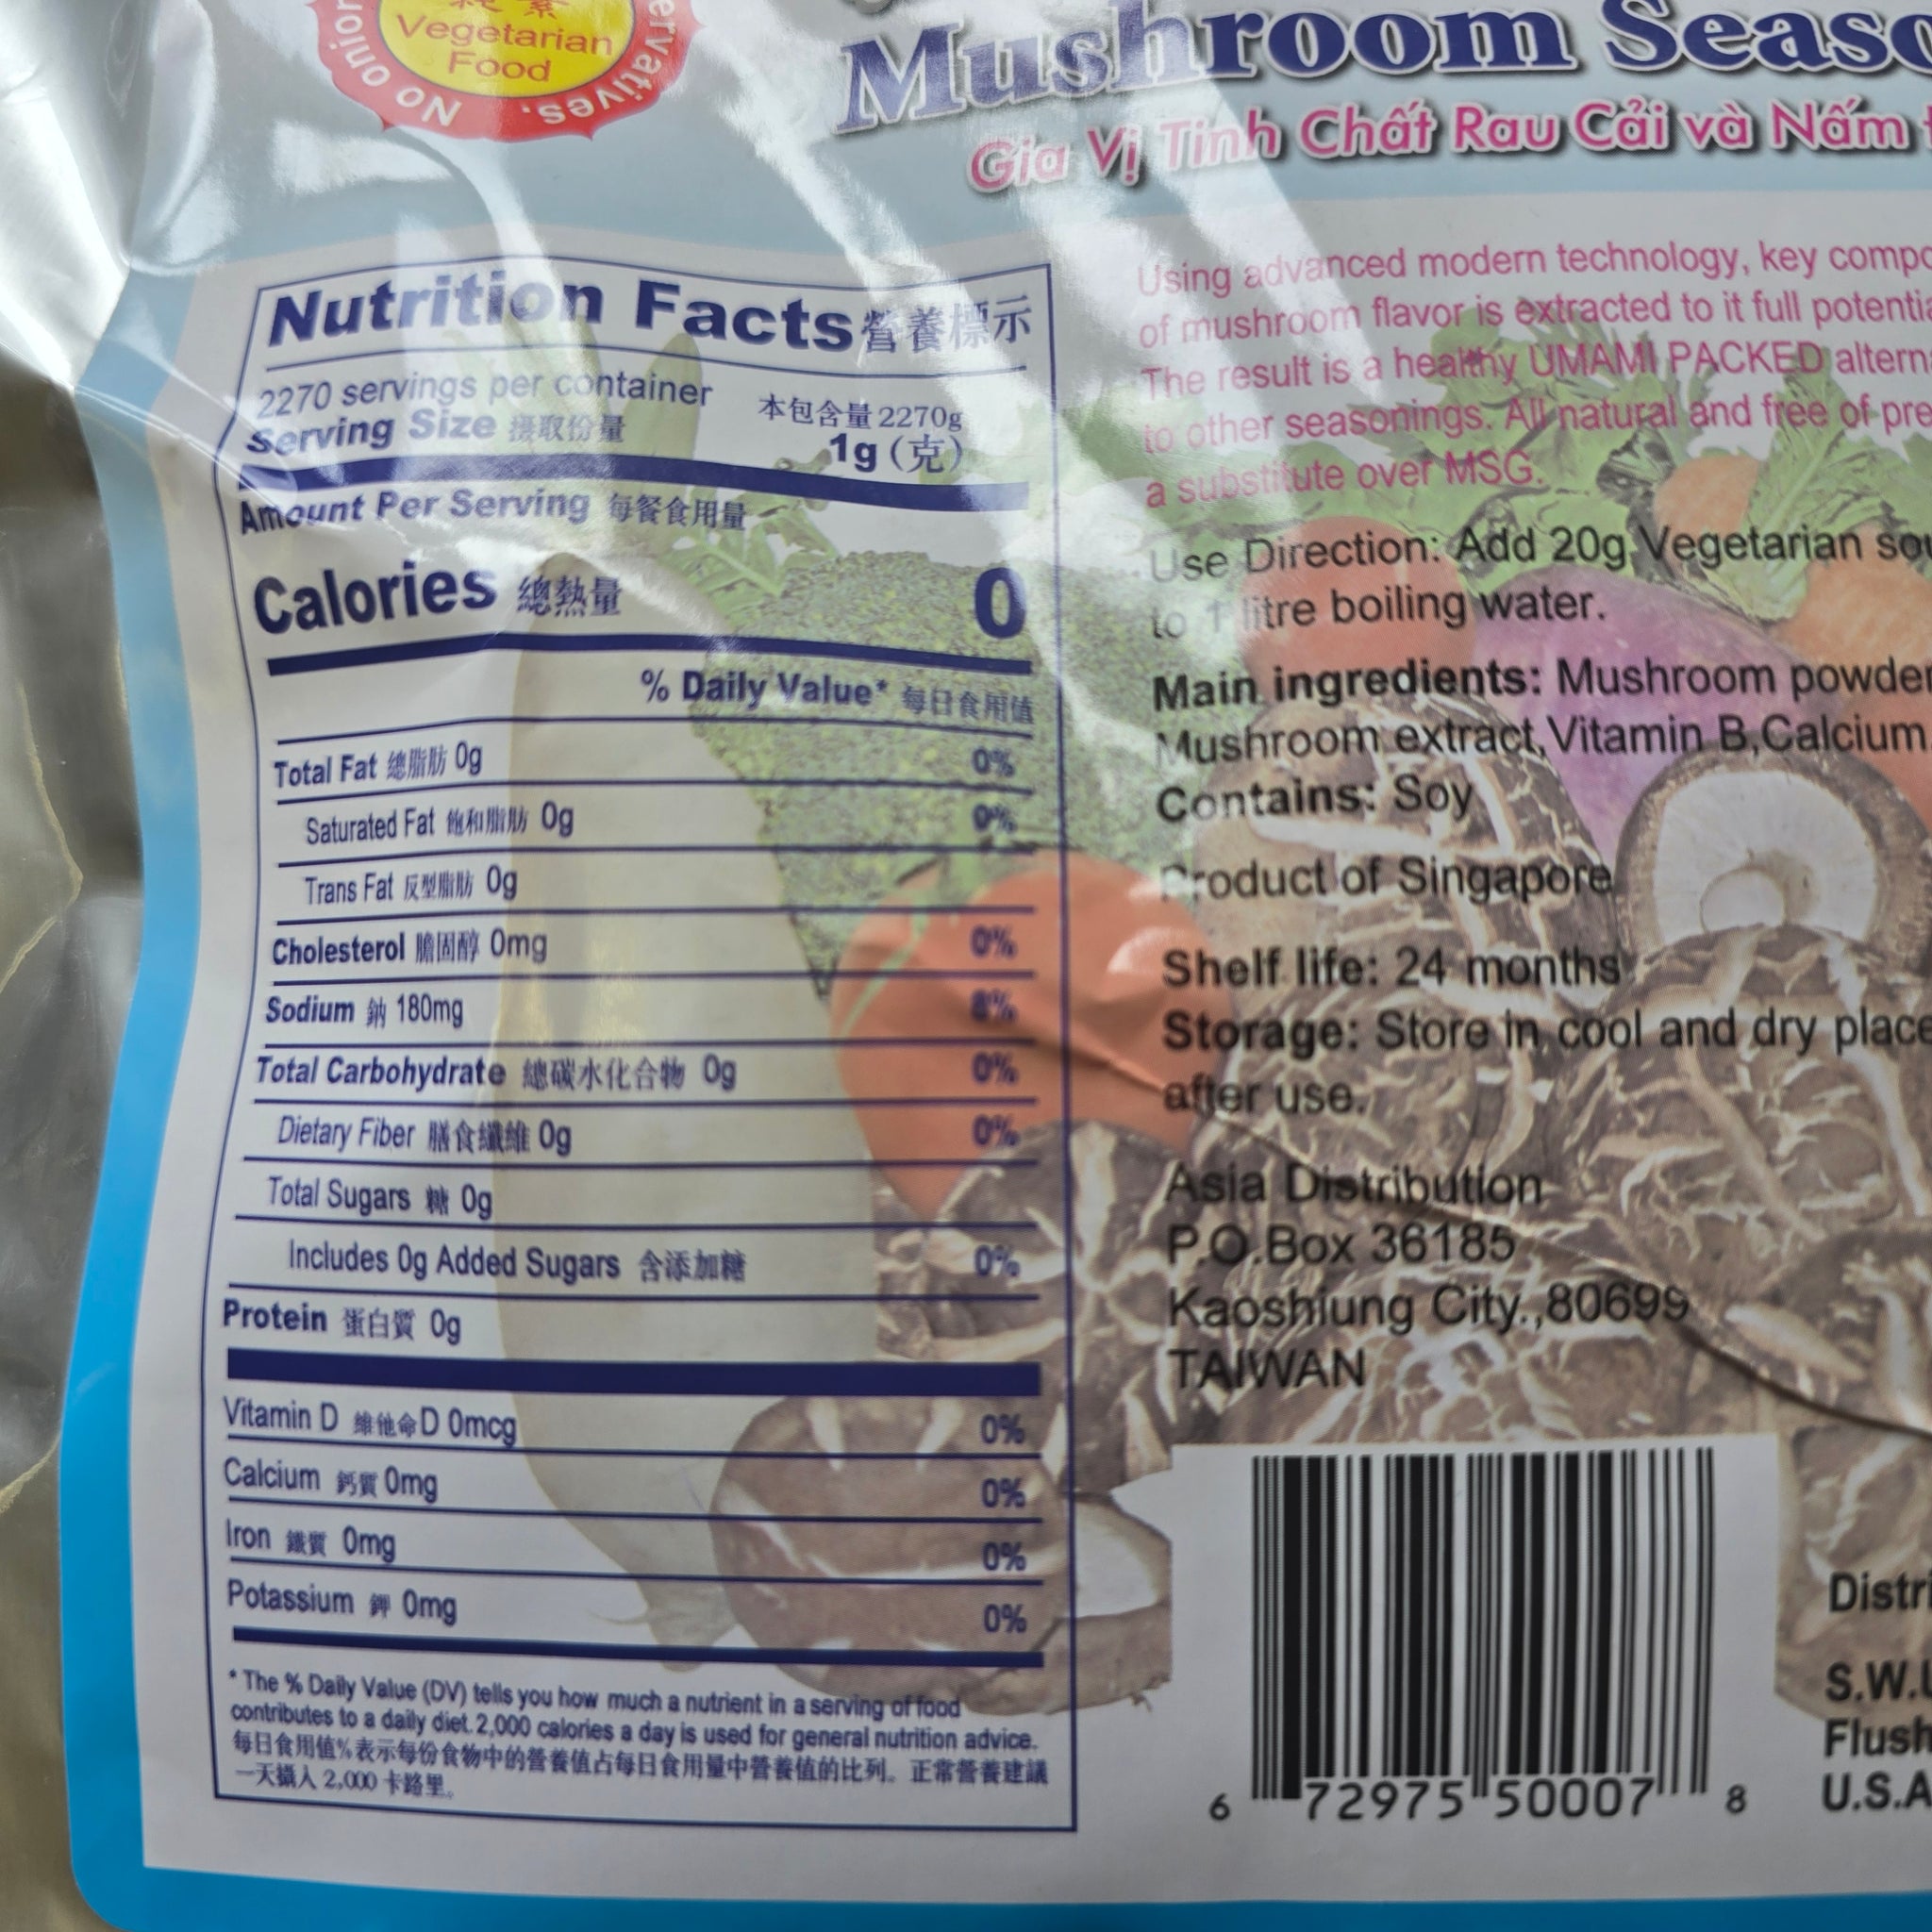 Vegetarian
Food
No onion
Mushroom
Gia Vị Tinh Chất Rau Cải và Nấm
Nutrition Facts 營養標示
2270 servings per container 本包含量 2270g
Serving Size 摄取份量 1g (克)
Amount Per Serving 每餐食用量
Calories 總熱量 0
% Daily Value* 每日食用值
Total Fat 總脂肪 0g 0%
Saturated Fat 飽和脂肪 0g 0%
Trans Fat 反型脂肪 0g
Cholesterol 膽固醇 0mg 0%
Sodium 鈉 180mg 8%
Total Carbohydrate 總碳水化合物 0g 0%
Dietary Fiber 膳食纖維 0g 0%
Total Sugars 糖 0g
Includes 0g Added Sugars 含添加糖 0%
Protein 蛋白質 0g
Vitamin D 維他命D 0mcg 0%
Calcium 鈣質 0mg 0%
Iron 鐵質 0mg 0%
Potassium 鉀 0mg 0%
* The % Daily Value (DV) tells you how much a nutrient in a serving of food
contributes to a daily diet. 2,000 calories a day is used for general nutrition advice.
每日食用值%表示每份食物中的營養值占每日食用量中營養值的比列。正常營養建議
一天攝入 2,000 卡路里。
Using advanced modern technology, key
of mushroom flavor is extracted to it full
The result is a healthy UMAMI PACKED
to other seasonings. All natural and free of
a substitute over MSG.
Use Direction: Add 20g Vegetarian
to 1 litre boiling water.
Main ingredients: Mushroom powder
Mushroom extract,Vitamin B,Calcium.
Contains: Soy
Product of Singapore
Shelf life: 24 months
Storage: Store in cool and dry place
after use.
Asia Distribution
P.O.Box 36185
Kaoshiung City.,80699
TAIWAN
6 72975 50007 8
S.W.
U.S.A